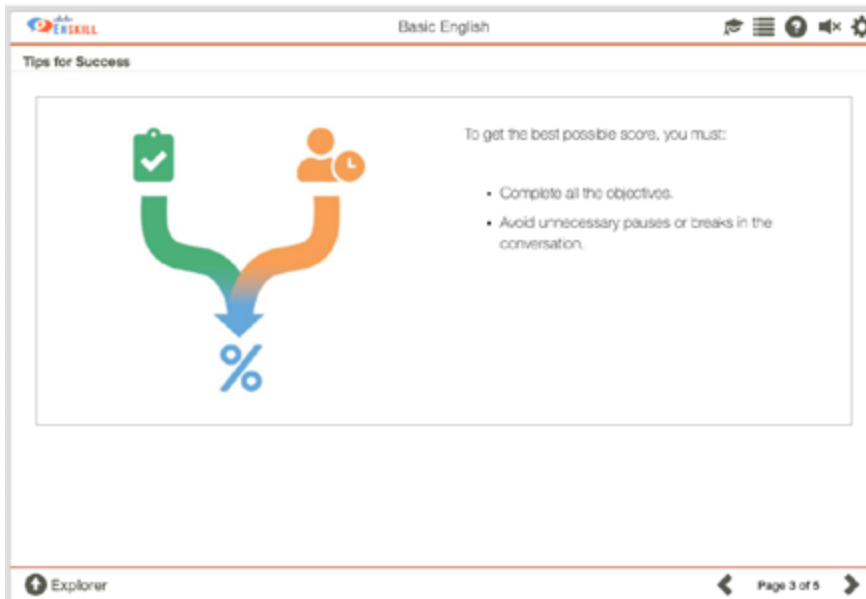 ENSKILL
Basic English
Tips for Success
To get the best possible score, you must:
• Complete all the objectives.
• Avoid unnecessary pauses or breaks in the
conversation.
%
Explorer
Page 3 of 5